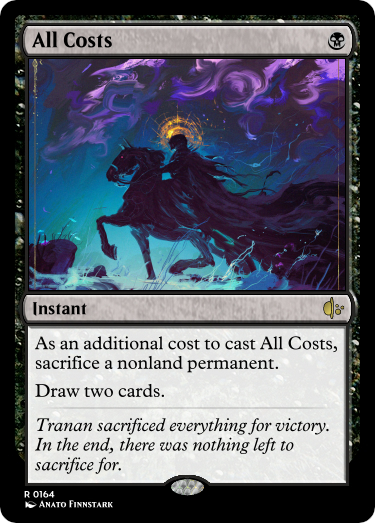 All Costs
Instant
As an additional cost to cast All Costs,
sacrifice a nonland permanent.
Draw two cards.
Tranan sacrificed everything for victory.
In the end, there was nothing left to
sacrifice for.
R 0164
Anato Finnstark